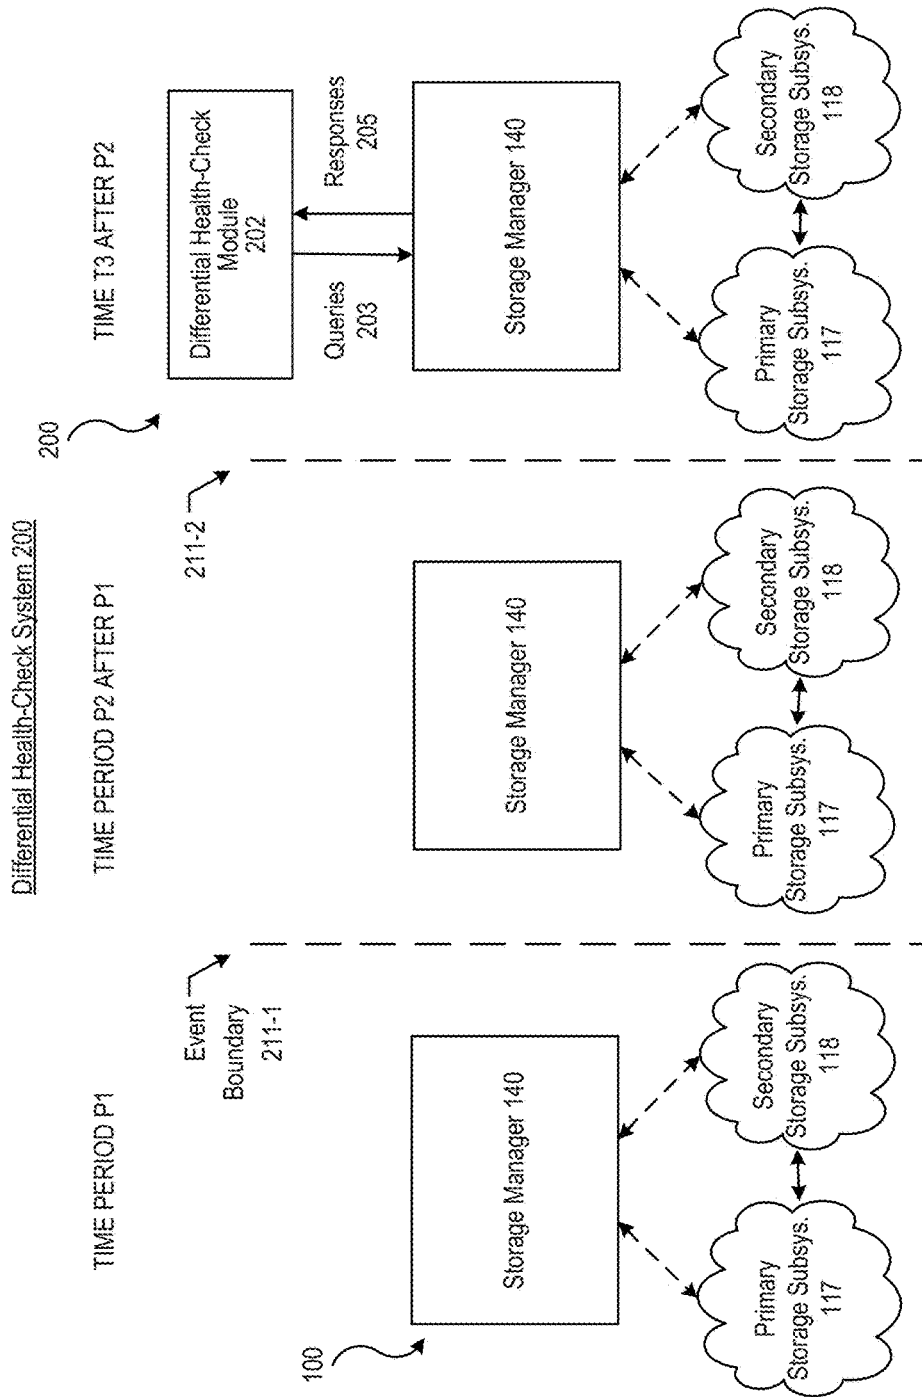 Differential Health-Check System 200
TIME PERIOD P1
TIME PERIOD P2 AFTER P1
TIME T3 AFTER P2
100
Event
Boundary
211-1
Storage Manager 140
Primary
Storage Subsys.
117
Secondary
Storage Subsys.
118
211-2
Storage Manager 140
Primary
Storage Subsys.
117
Secondary
Storage Subsys.
118
200
Differential Health-Check
Module
202
Queries
203
Responses
205
Storage Manager 140
Primary
Storage Subsys.
117
Secondary
Storage Subsys.
118